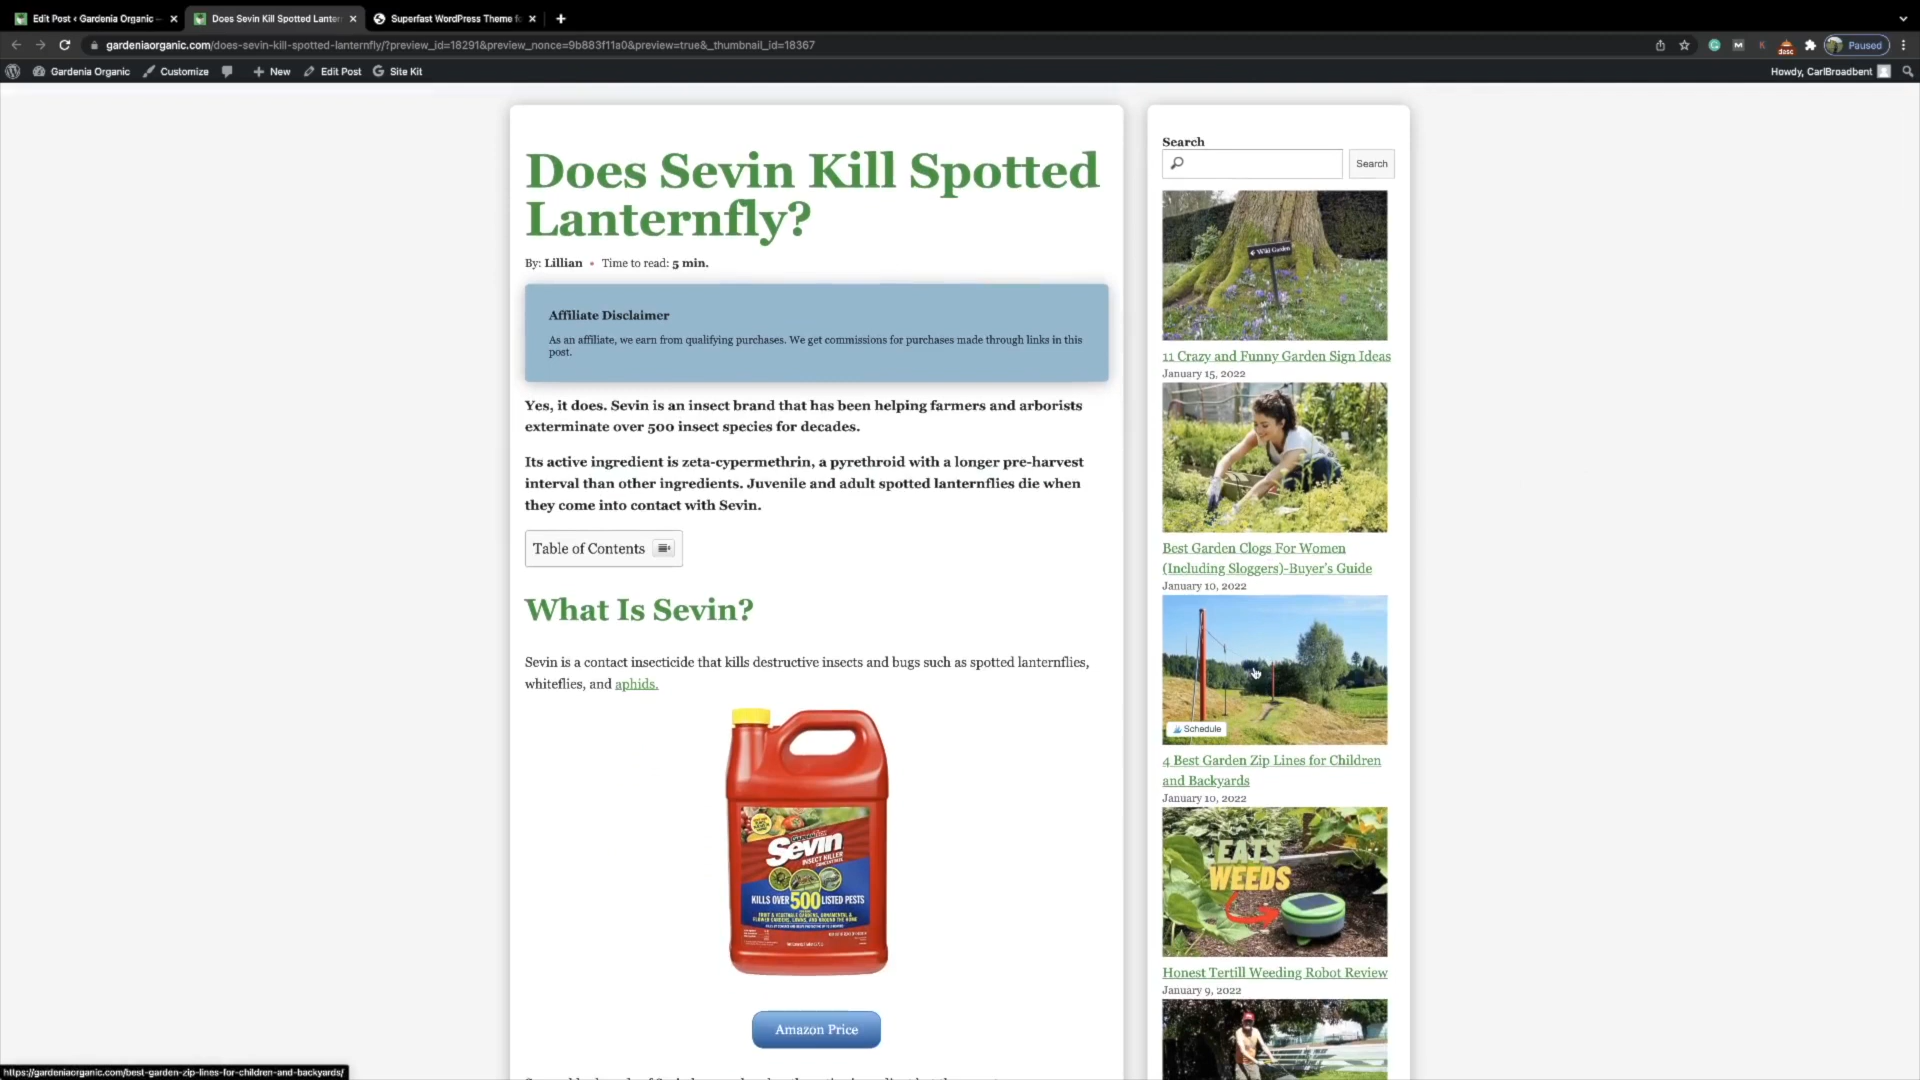 Edit Post ‹ Gardenia Organic —
Does Sevin Kill Spotted Lanter
Superfast WordPress Theme fo
gardeniaorganic.com/does-sevin-kill-spotted-lanternfly/?preview_id=18291&preview_nonce=9b883f11a0&preview=true&_thumbnail_id=18367
Paused
Gardenia Organic
Customize
New
Edit Post
Site Kit
Howdy, CarlBroadbent
Does Sevin Kill Spotted
Lanternfly?
By: Lillian • Time to read: 5 min.
Affiliate Disclaimer
As an affiliate, we earn from qualifying purchases. We get commissions for purchases made through links in this
post.
Yes, it does. Sevin is an insect brand that has been helping farmers and arborists
exterminate over 500 insect species for decades.
Its active ingredient is zeta-cypermethrin, a pyrethroid with a longer pre-harvest
interval than other ingredients. Juvenile and adult spotted lanternflies die when
they come into contact with Sevin.
Table of Contents
What Is Sevin?
Sevin is a contact insecticide that kills destructive insects and bugs such as spotted lanternflies,
whiteflies, and aphids.
Sevin
INSECT KILLER
CONCENTRATE
KILLS OVER 500 LISTED PESTS
Amazon Price
Search
Search
Wiki Garden
11 Crazy and Funny Garden Sign Ideas
January 15, 2022
Best Garden Clogs For Women
(Including Sloggers)-Buyer's Guide
January 10, 2022
Schedule
4 Best Garden Zip Lines for Children
and Backyards
January 10, 2022
EATS
WEEDS
Honest Tertill Weeding Robot Review
January 9, 2022
https://gardeniaorganic.com/best-garden-zip-lines-for-children-and-backyards/